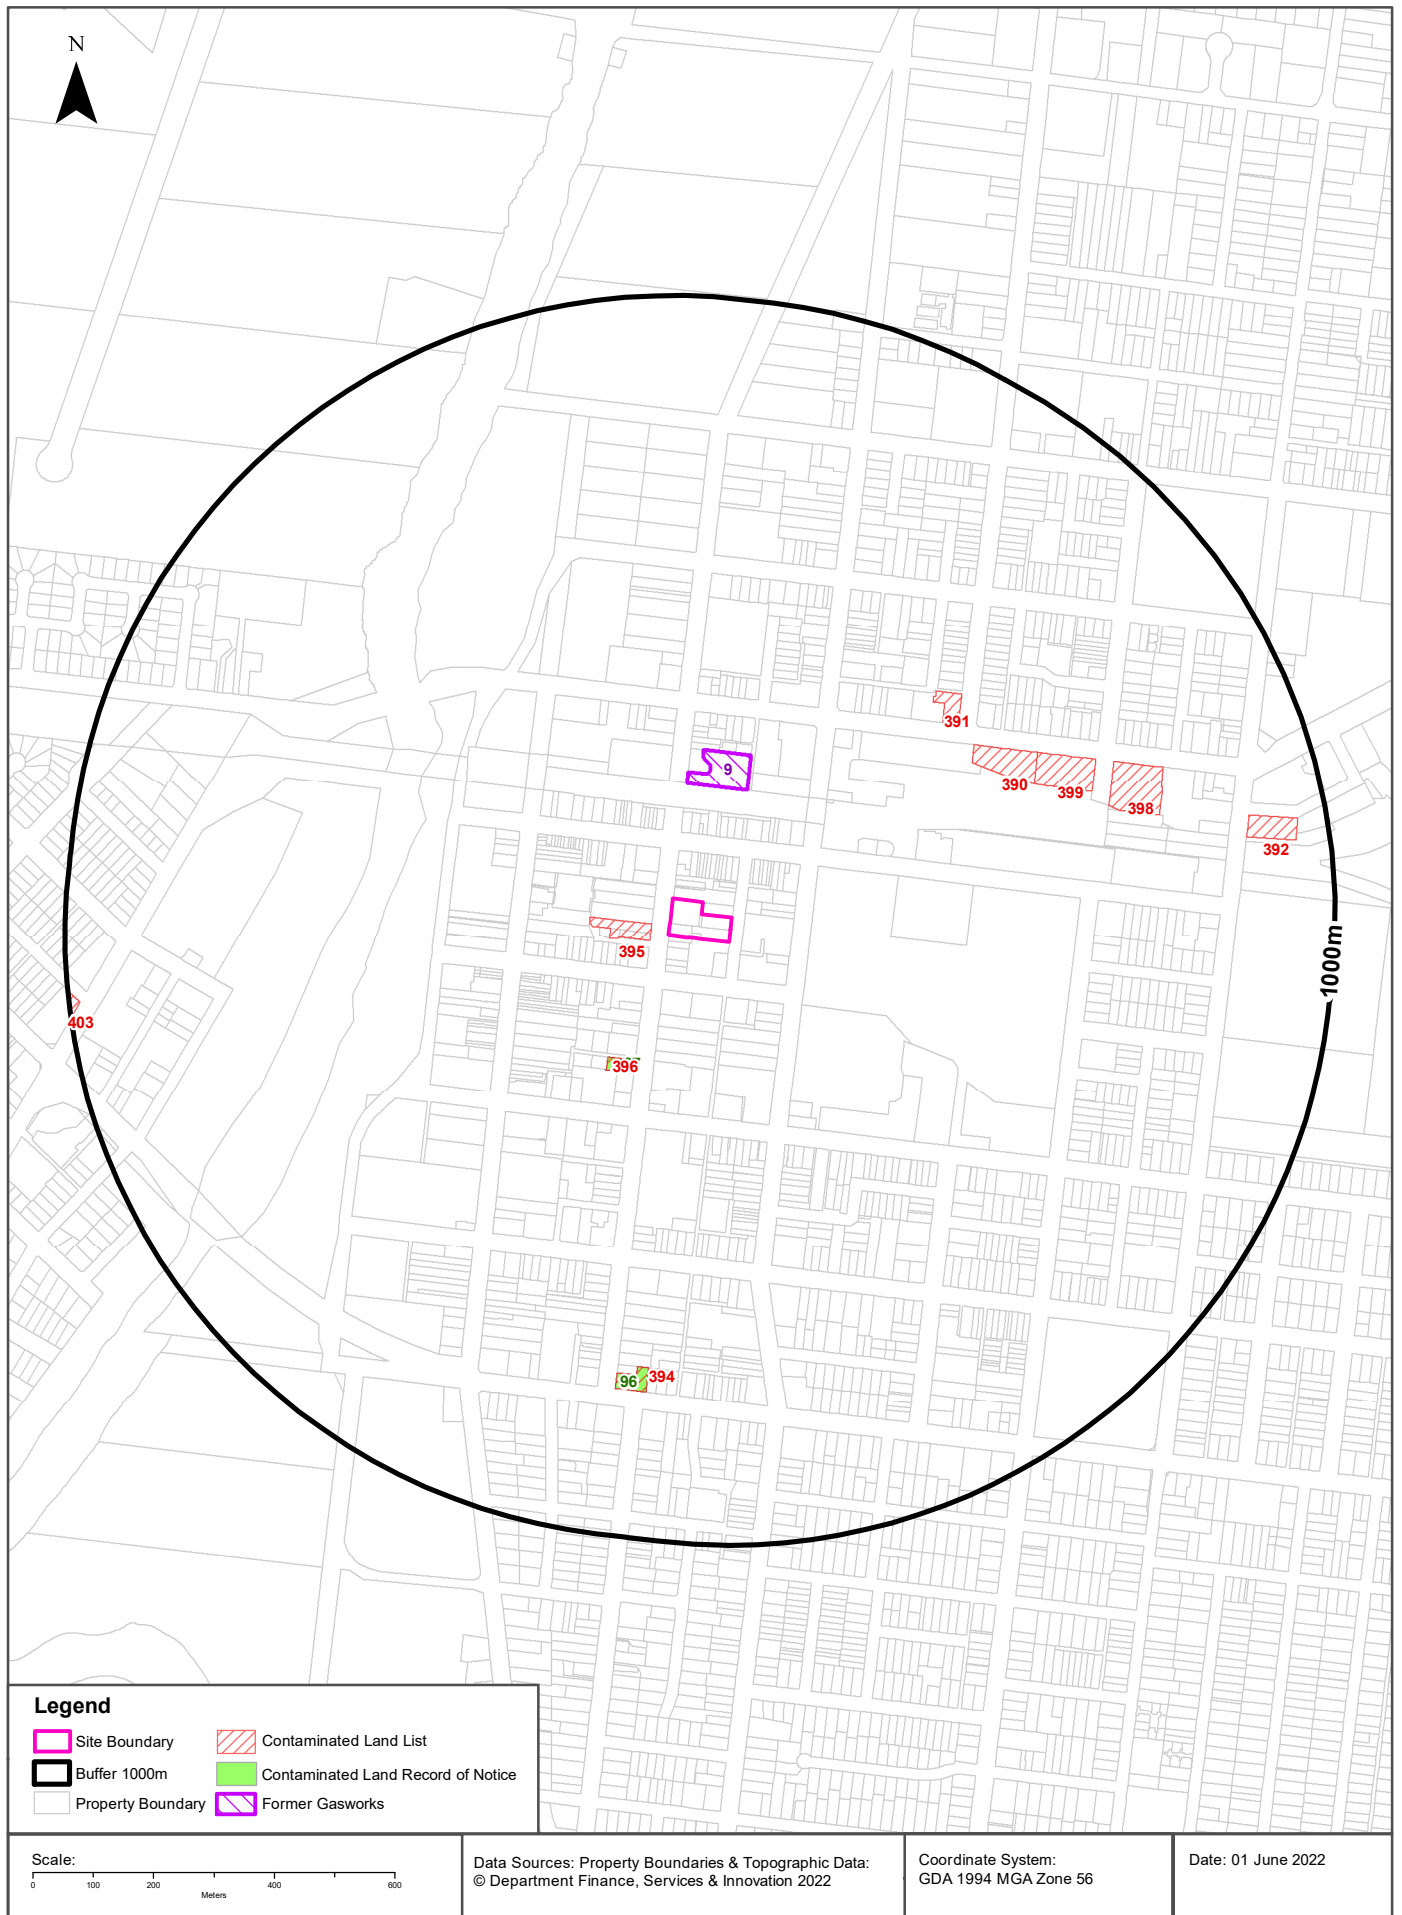 N
391
9
390
399
398
392
395
1000m
403
396
96
394
Legend
Site Boundary
Contaminated Land List
Buffer 1000m
Contaminated Land Record of Notice
Property Boundary
Former Gasworks
Scale:
0 100 200 400 600
Meters
Data Sources: Property Boundaries & Topographic Data:
© Department Finance, Services & Innovation 2022
Coordinate System:
GDA 1994 MGA Zone 56
Date: 01 June 2022